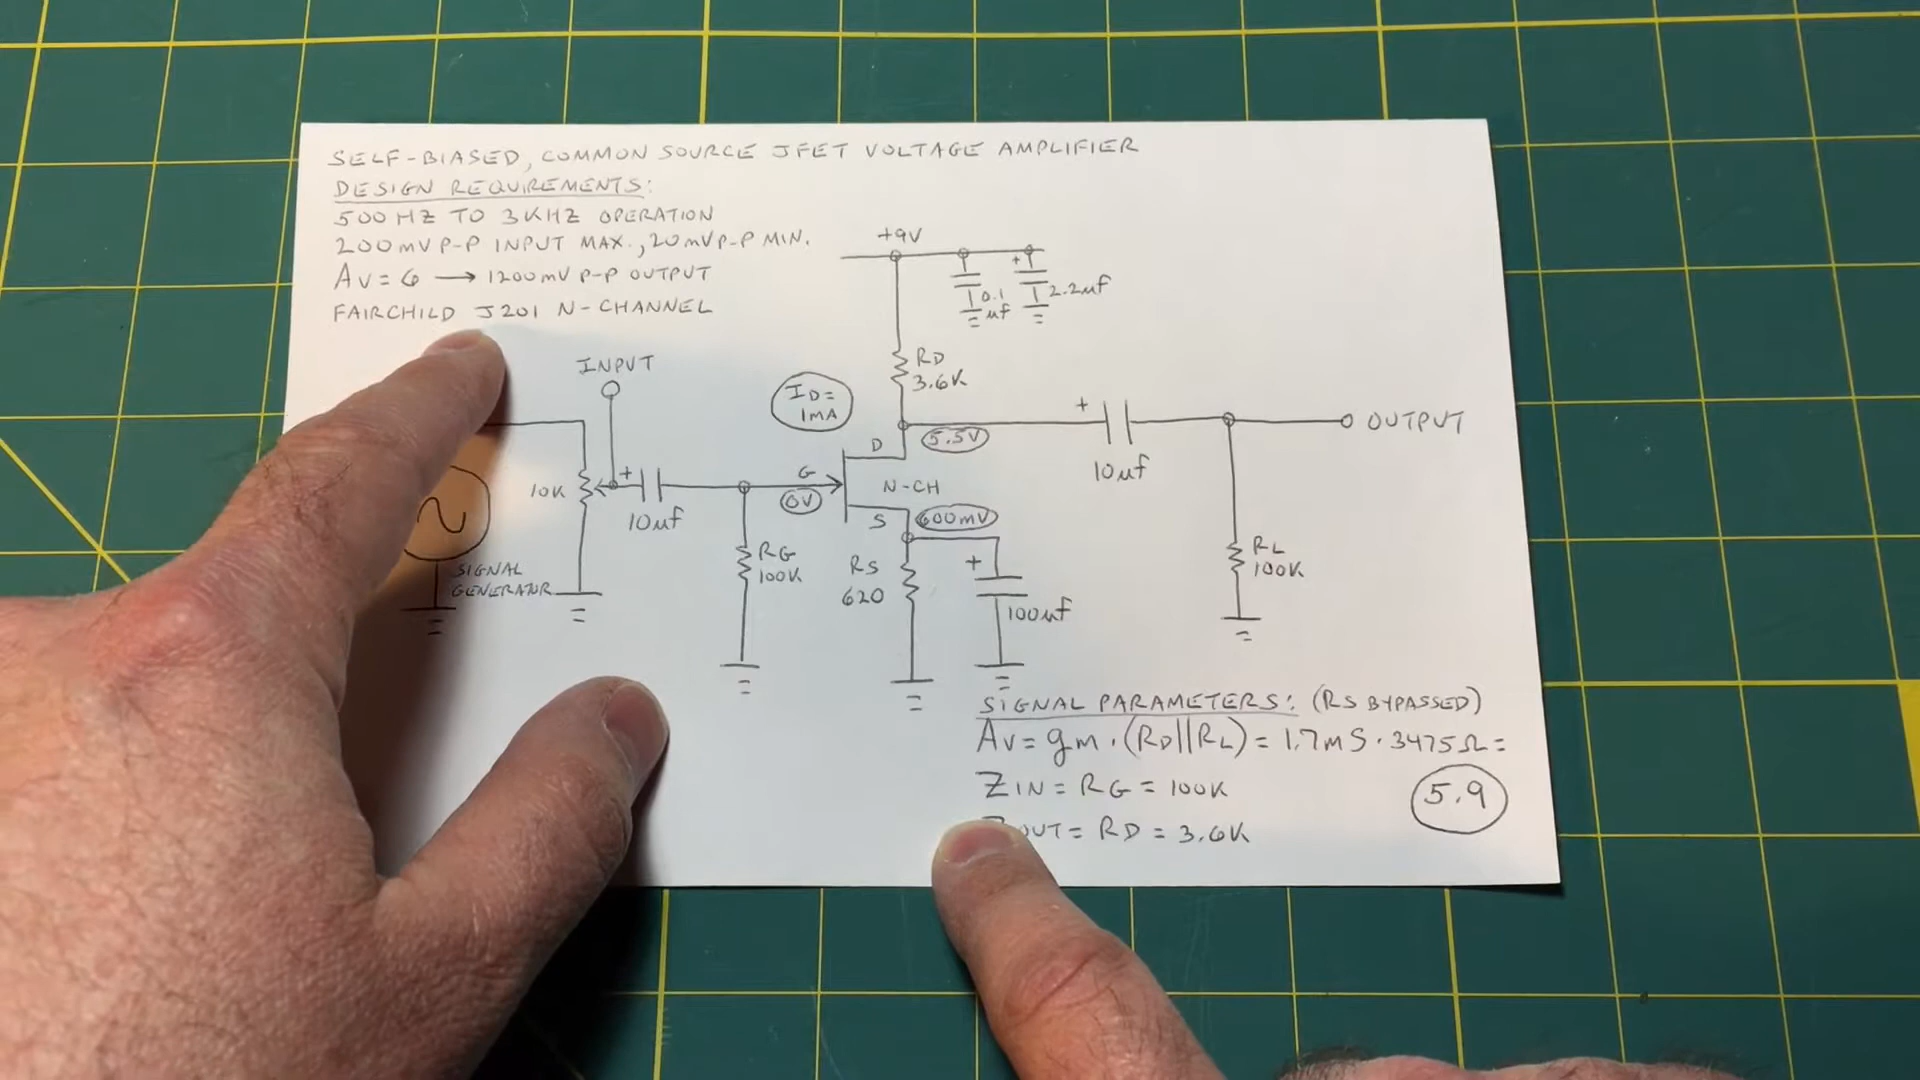 SELF-BIASED, COMMON SOURCE JFET VOLTAGE AMPLIFIER
DESIGN REQUIREMENTS:
500 HZ TO 3KHZ OPERATION
200mV P-P INPUT MAX., 20mVP-P MIN.
AV = 6 → 1200mV P-P OUTPUT
FAIRCHILD J201 N-CHANNEL
+9V
+
0.1
uf
2.2uf
INPUT
ID =
1MA
RD
3.6K
+
OUTPUT
D
5.5V
10uf
10K
+
10uf
G
0V
N-CH
S
600mV
SIGNAL
GENERATOR
RG
100K
RS
620
+
100uf
RL
100K
SIGNAL PARAMETERS: (RS BYPASSED)
AV = gm · (RD||RL) = 1.7mS · 3475Ω =
5.9
ZIN = RG = 100K
OUT = RD = 3.6K